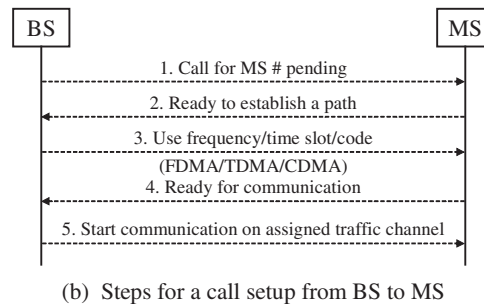 BS
MS
1. Call for MS # pending
2. Ready to establish a path
3. Use frequency/time slot/code
(FDMA/TDMA/CDMA)
4. Ready for communication
5. Start communication on assigned traffic channel
(b) Steps for a call setup from BS to MS